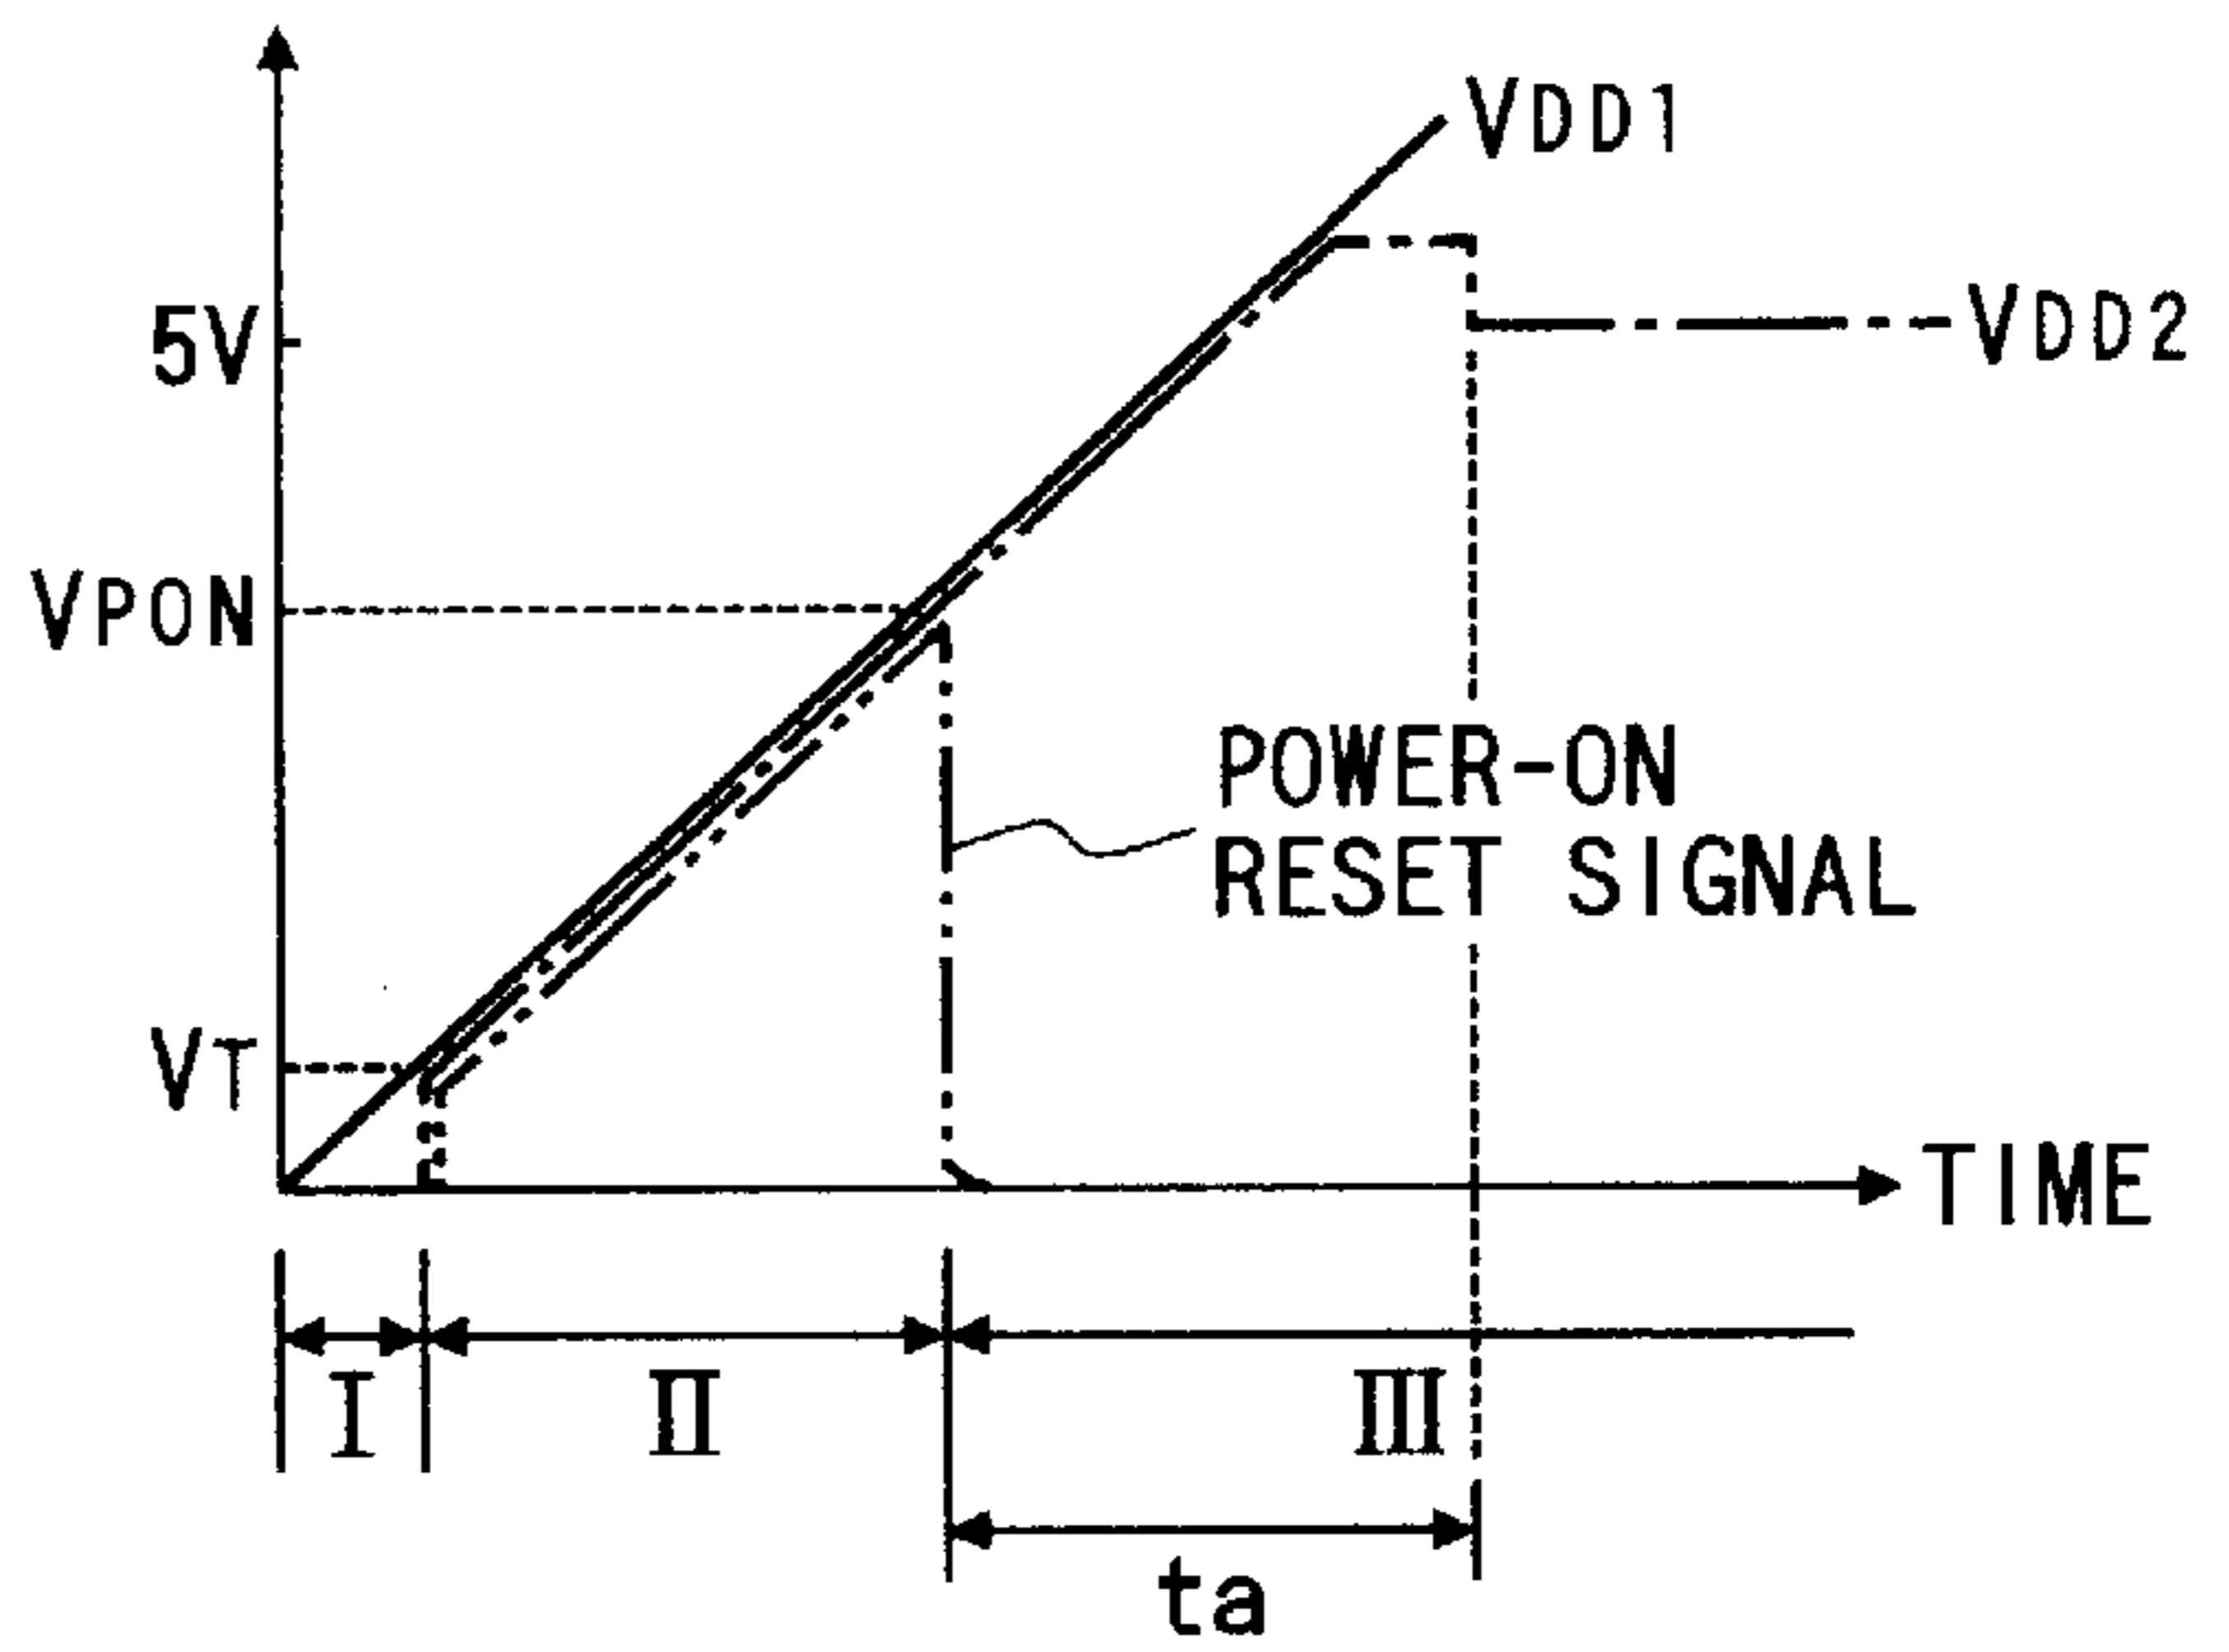 VDD1
5V
VDD2
VPON
POWER-ON
RESET SIGNAL
VT
TIME
I
II
III
ta